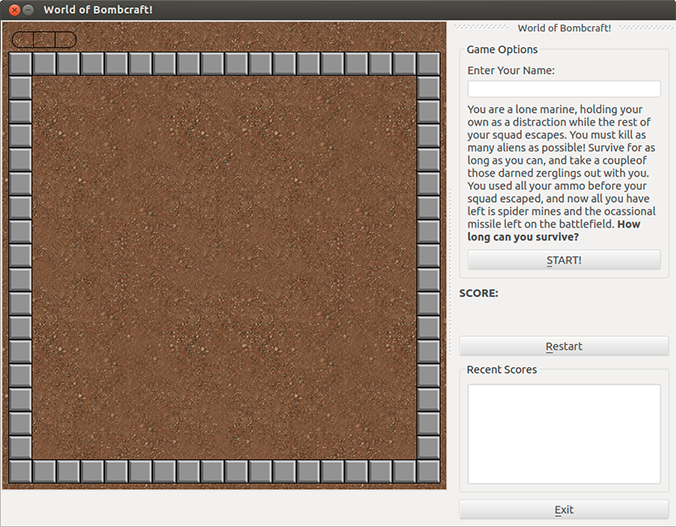 World of Bombcraft!
World of Bombcraft!
Game Options
Enter Your Name:
You are a lone marine, holding your
own as a distraction while the rest of
your squad escapes. You must kill as
many aliens as possible! Survive for as
long as you can, and take a coupleof
those darned zerglings out with you.
You used all your ammo before your
squad escaped, and now all you have
left is spider mines and the ocassional
missile left on the battlefield. How
long can you survive?
START!
SCORE:
Restart
Recent Scores
Exit